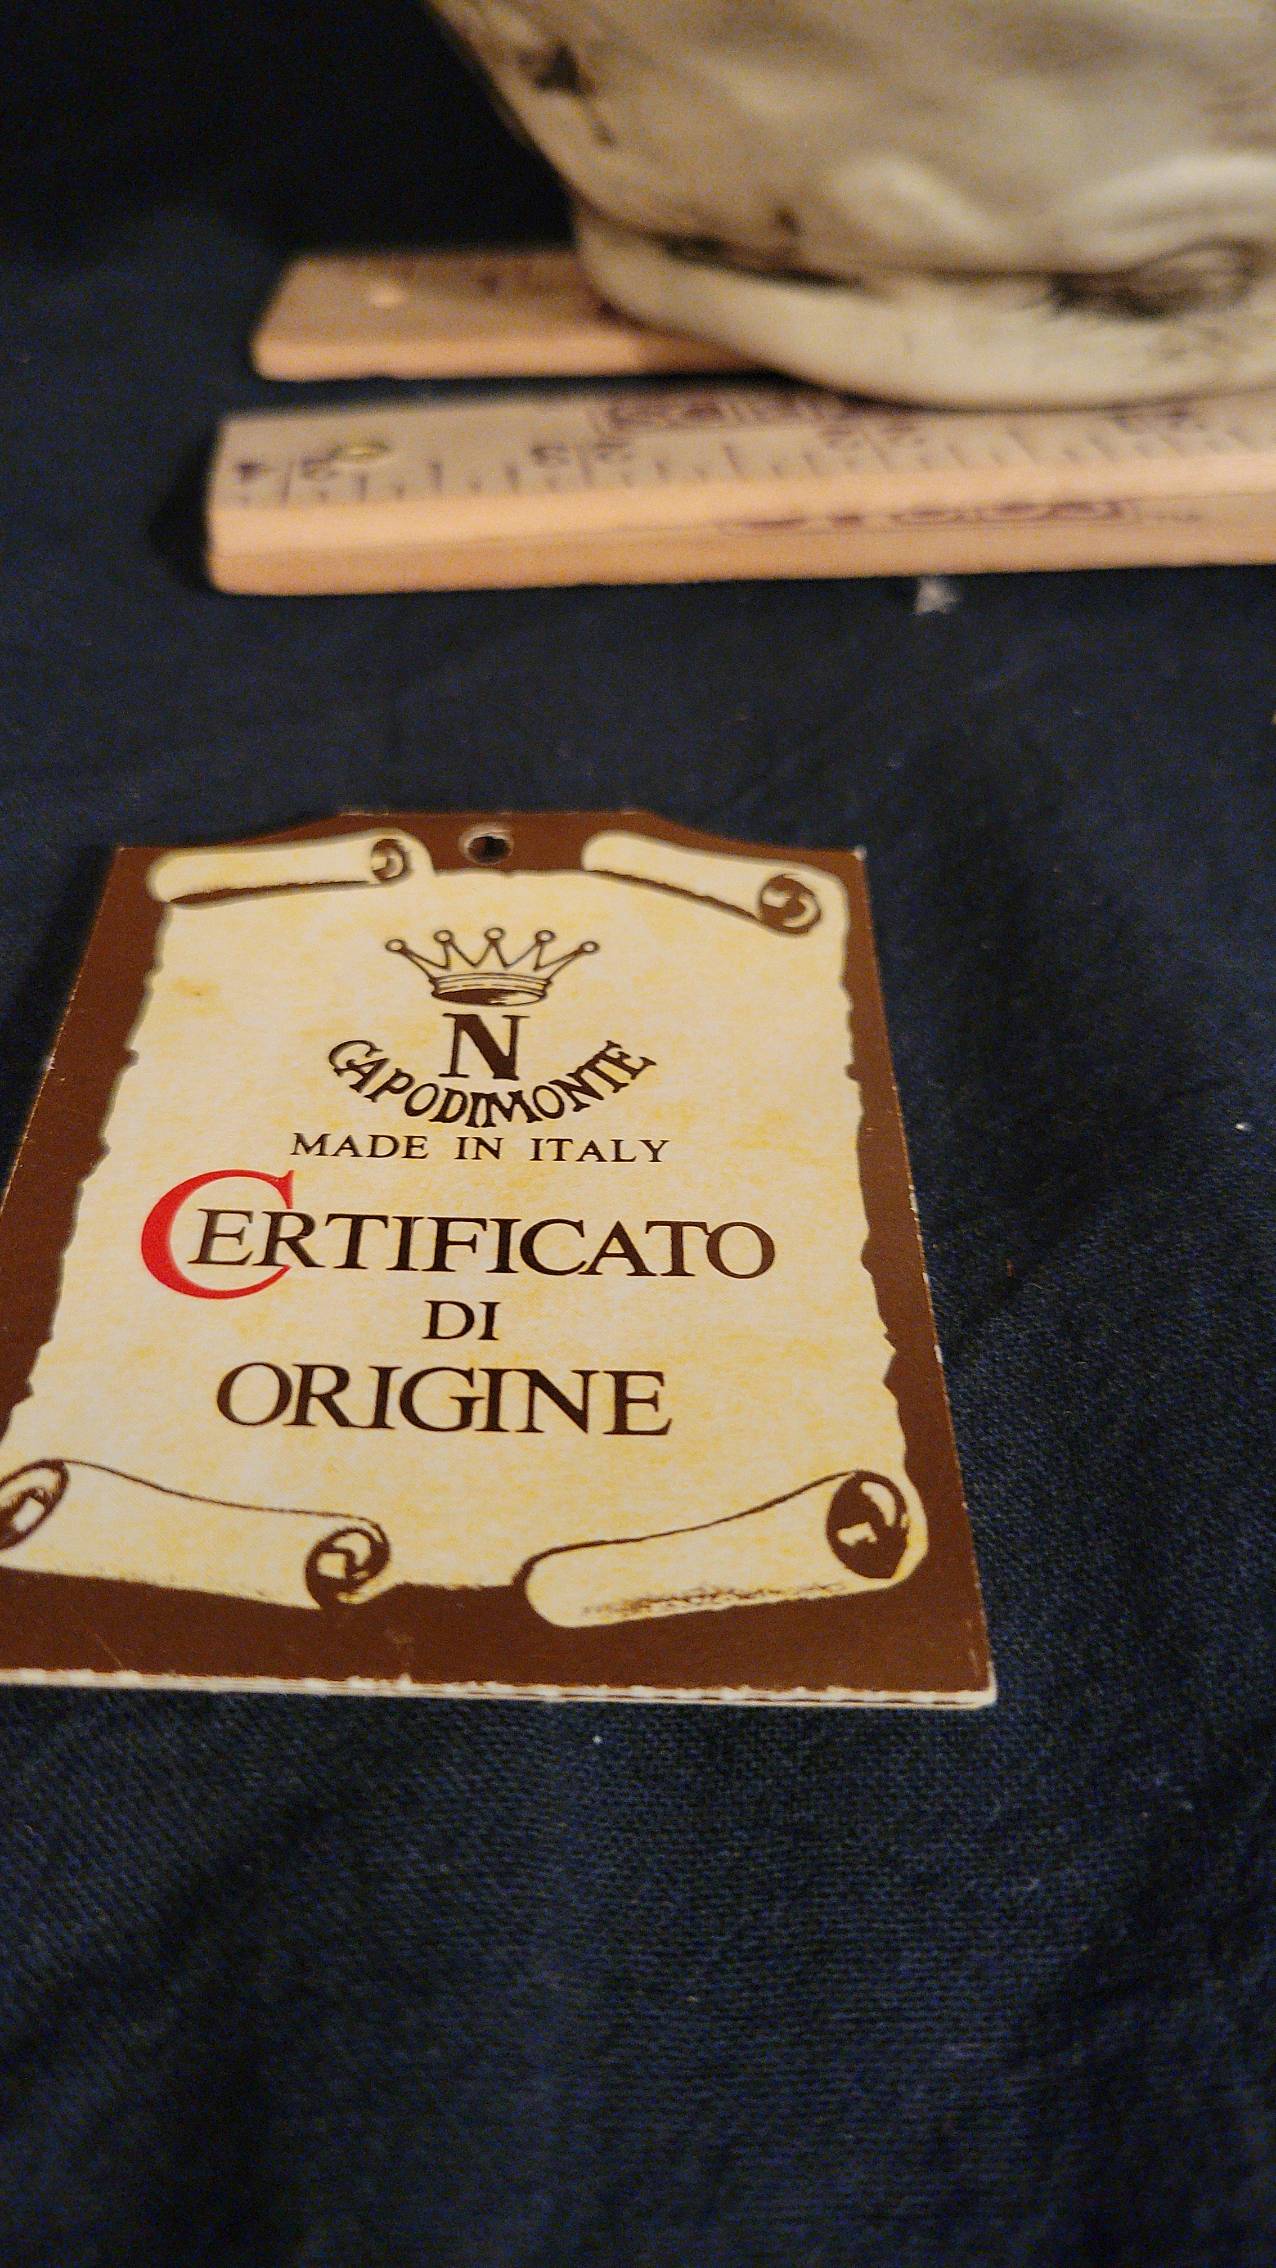 N
CAPODIMONTE
MADE IN ITALY
CERTIFICATO
DI
ORIGINE